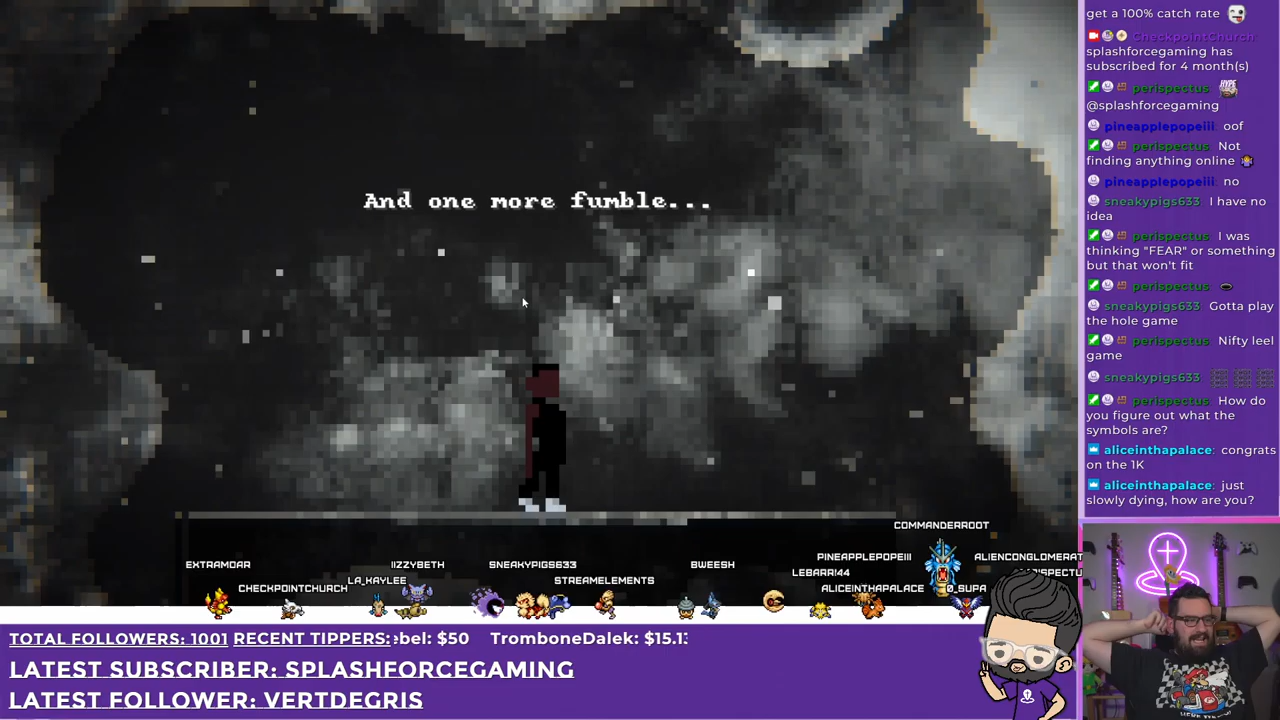 And one more fumble...
get a 100% catch rate
CheckpointChurch:
splashforcegaming has
subscribed for 4 month(s)
perispectus:
@splashforcegaming
pineapplepopeiii: oof
perispectus: Not
finding anything online
pineapplepopeiii: no
sneakypigs633: I have no
idea
perispectus: I was
thinking "FEAR" or something
but that won't fit
perispectus:
sneakypigs633: Gotta play
the hole game
perispectus: Nifty leel
game
sneakypigs633:
perispectus: How do
you figure out what the
symbols are?
aliceinthapalace: congrats
on the 1K
aliceinthapalace: just
slowly dying, how are you?
COMMANDERROOT
PINEAPPLEPOPEIII ALIENCONGLOMERAT
EXTRAMOAR IIZZYBETH SNEAKYPIGS633 BWEESH
LEBARR144
LA_KAYLEE STREAMELEMENTS
CHECKPOINTCHURCH ALICEINTHAPALACE
TOTAL FOLLOWERS: 1001 RECENT TIPPERS: ebel: $50 TromboneDalek: $15.13
LATEST SUBSCRIBER: SPLASHFORCEGAMING
LATEST FOLLOWER: VERTDEGRIS